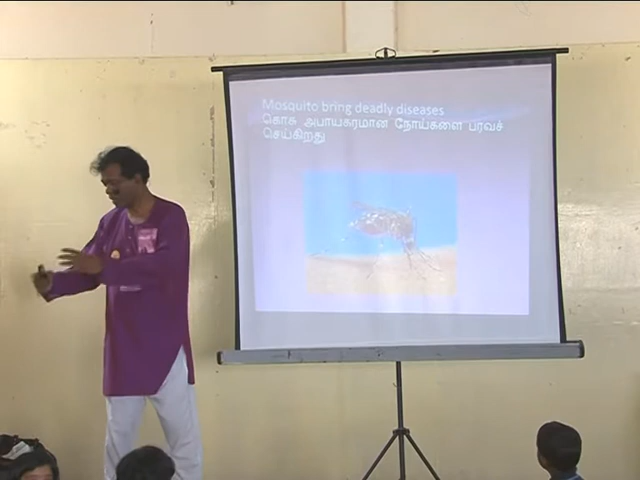 Mosquito bring deadly diseases
கொசு அபாயகரமான நோய்களை பரவச்
செய்கிறது